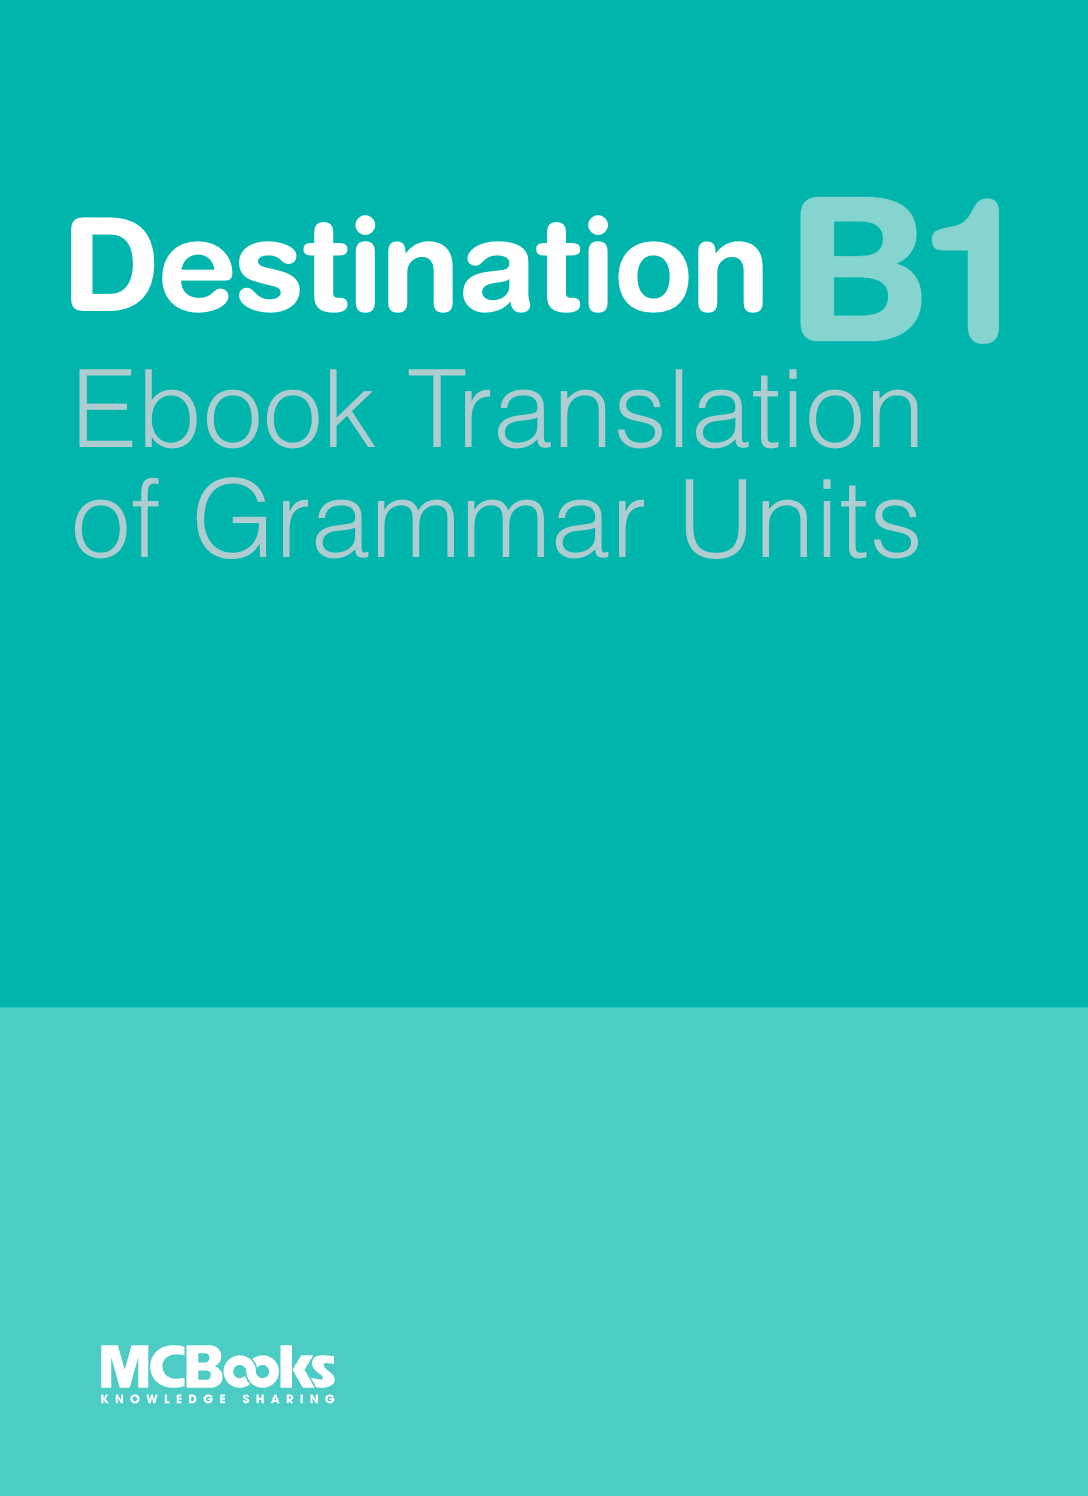 Destination B1
Ebook Translation
of Grammar Units
MCBooks
KNOWLEDGE SHARING